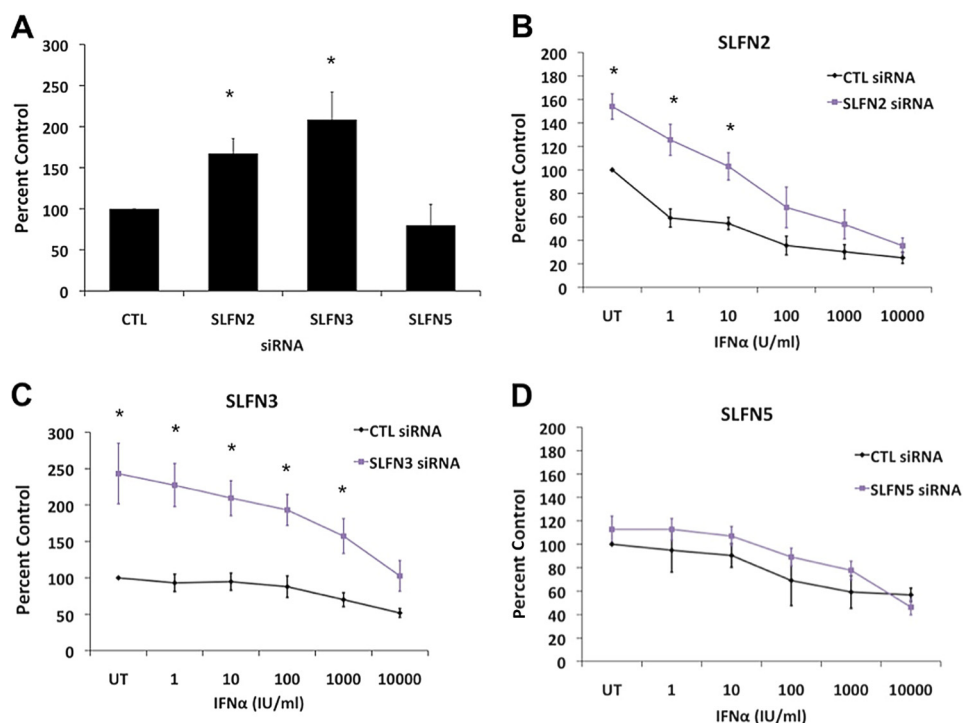 A
300
250
200
150
100
50
0
Percent Control
*
*
CTL SLFN2 SLFN3 SLFN5
siRNA
B
SLFN2
200
180
160
140
120
100
80
60
40
20
0
Percent Control
*
*
*
CTL siRNA
SLFN2 siRNA
UT 1 10 100 1000 10000
IFNα (U/ml)
C
SLFN3
300
250
200
150
100
50
0
Percent Control
*
*
*
*
*
CTL siRNA
SLFN3 siRNA
UT 1 10 100 1000 10000
IFNα (IU/ml)
D
SLFN5
200
180
160
140
120
100
80
60
40
20
0
Percent Control
CTL siRNA
SLFN5 siRNA
UT 1 10 100 1000 10000
IFNα (IU/ml)